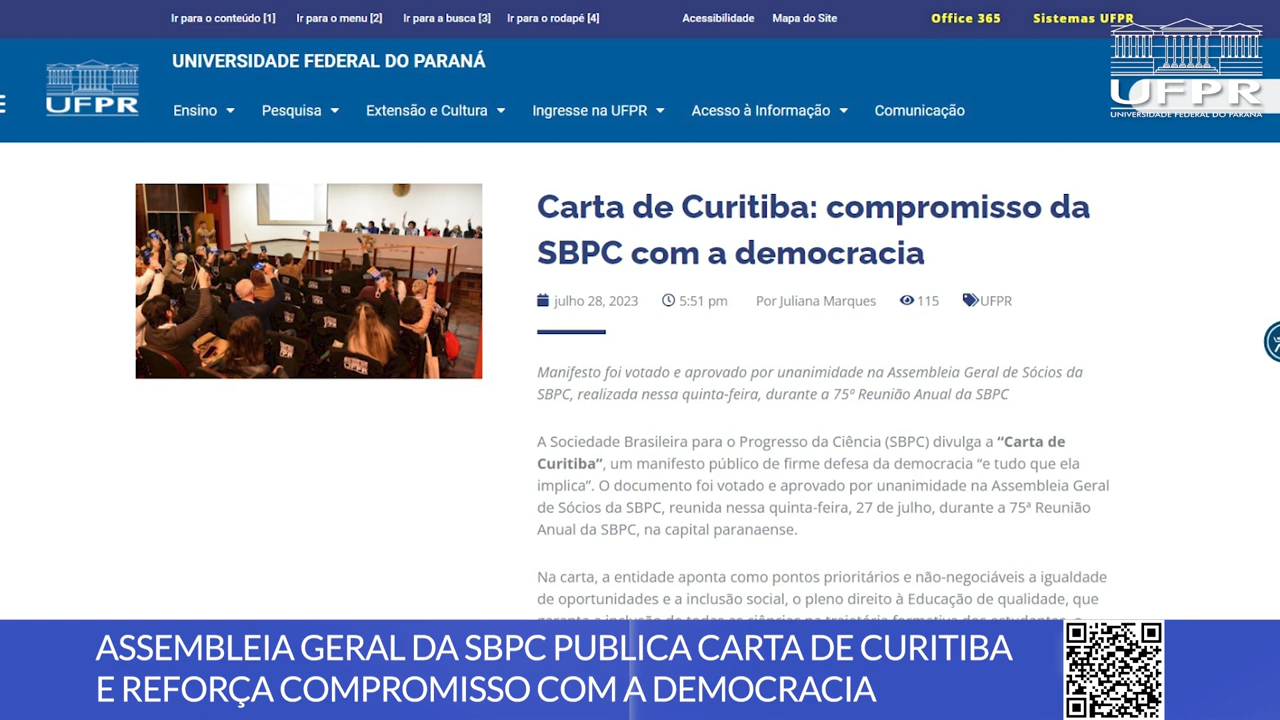 Ir para o conteúdo [1] Ir para o menu [2] Ir para a busca [3] Ir para o rodapé [4] Acessibilidade Mapa do Site Office 365 Sistemas UFPR
UFPR
UNIVERSIDADE FEDERAL DO PARANÁ
UFPR
UNIVERSIDADE FEDERAL DO PARANÁ
Ensino Pesquisa Extensão e Cultura Ingresse na UFPR Acesso à Informação Comunicação
Carta de Curitiba: compromisso da
SBPC com a democracia
julho 28, 2023 5:51 pm Por Juliana Marques 115 UFPR
Manifesto foi votado e aprovado por unanimidade na Assembleia Geral de Sócios da
SBPC, realizada nessa quinta-feira, durante a 75ª Reunião Anual da SBPC
A Sociedade Brasileira para o Progresso da Ciência (SBPC) divulga a “Carta de
Curitiba”, um manifesto público de firme defesa da democracia “e tudo que ela
implica”. O documento foi votado e aprovado por unanimidade na Assembleia Geral
de Sócios da SBPC, reunida nessa quinta-feira, 27 de julho, durante a 75ª Reunião
Anual da SBPC, na capital paranaense.
Na carta, a entidade aponta como pontos prioritários e não-negociáveis a igualdade
de oportunidades e a inclusão social, o pleno direito à Educação de qualidade, que
ASSEMBLEIA GERAL DA SBPC PUBLICA CARTA DE CURITIBA
E REFORÇA COMPROMISSO COM A DEMOCRACIA